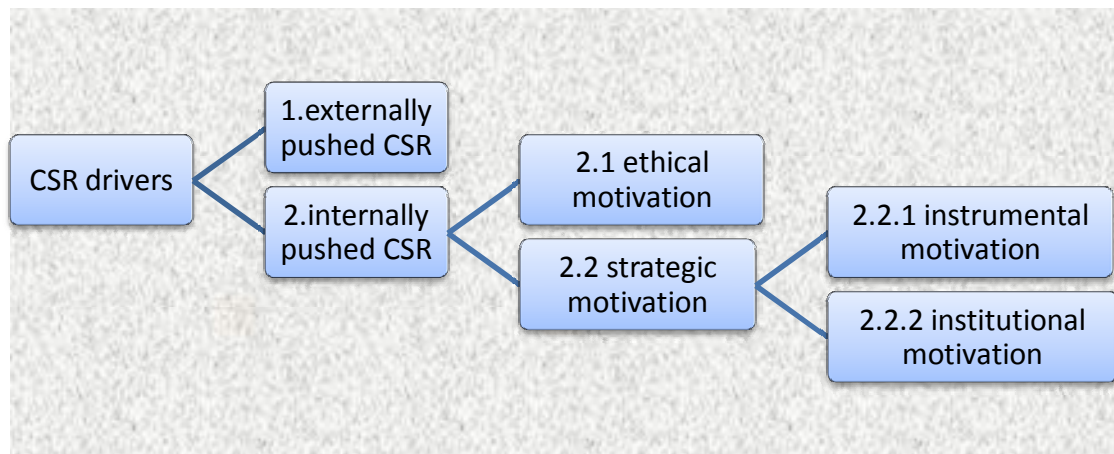 CSR drivers
1.externally
pushed CSR
2.internally
pushed CSR
2.1 ethical
motivation
2.2 strategic
motivation
2.2.1 instrumental
motivation
2.2.2 institutional
motivation